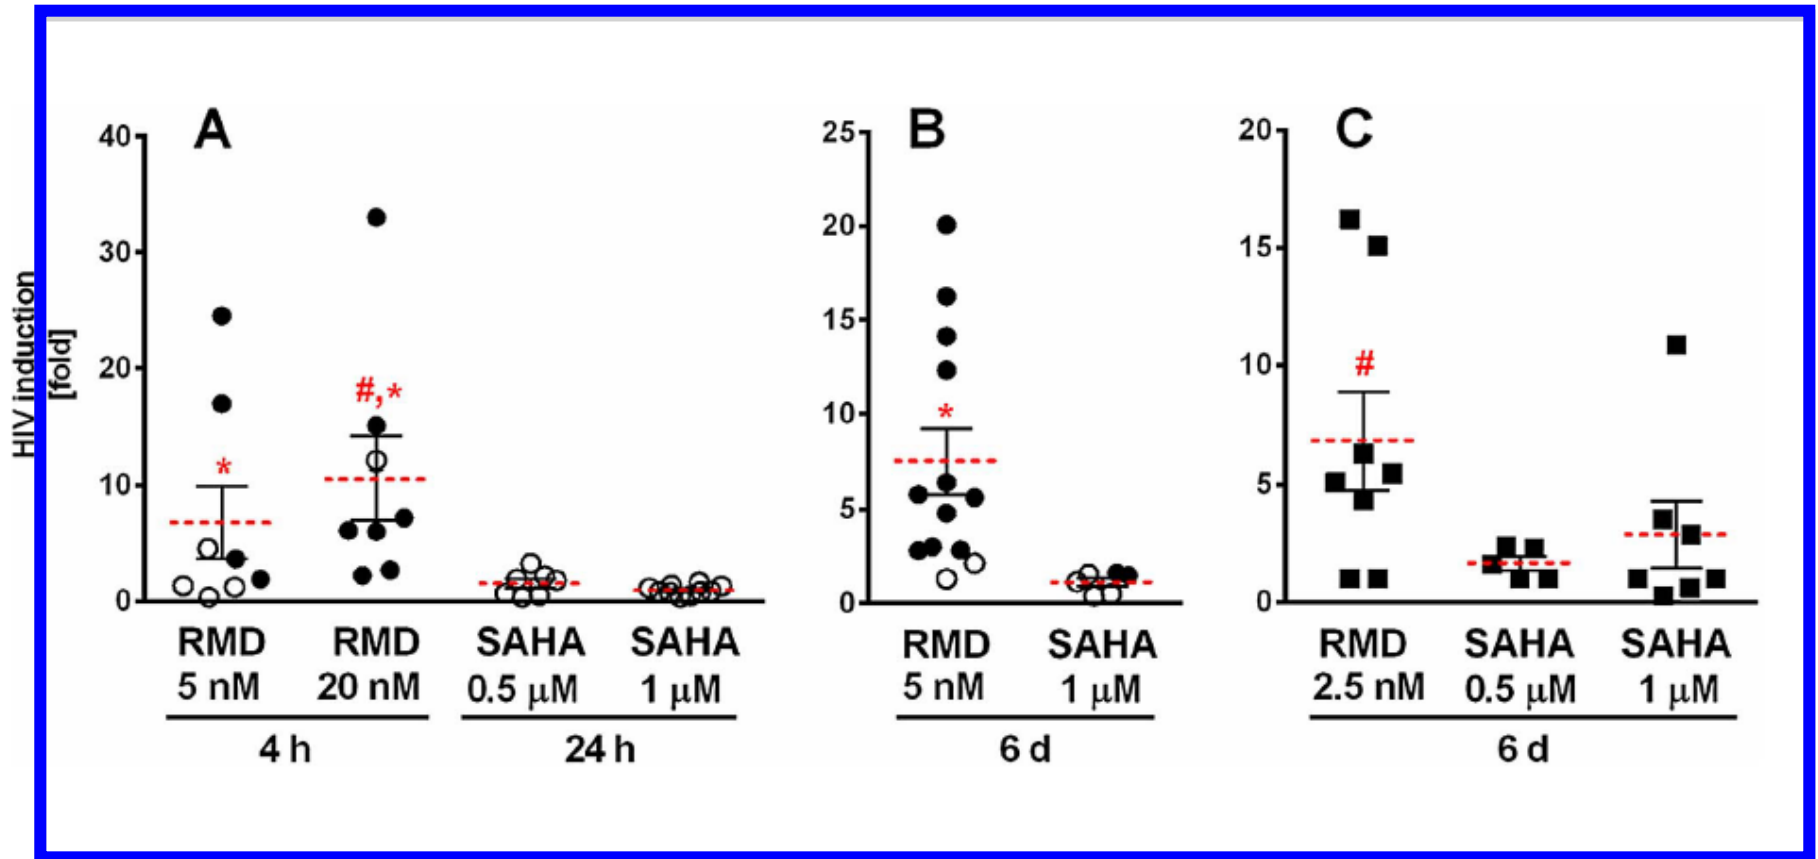 A
B
C
HIV induction
[fold]
40
30
20
10
0
*
#,*
RMD
5 nM
RMD
20 nM
SAHA
0.5 µM
SAHA
1 µM
4 h
24 h
25
20
15
10
5
0
*
RMD
5 nM
SAHA
1 µM
6 d
20
15
10
5
0
#
RMD
2.5 nM
SAHA
0.5 µM
SAHA
1 µM
6 d